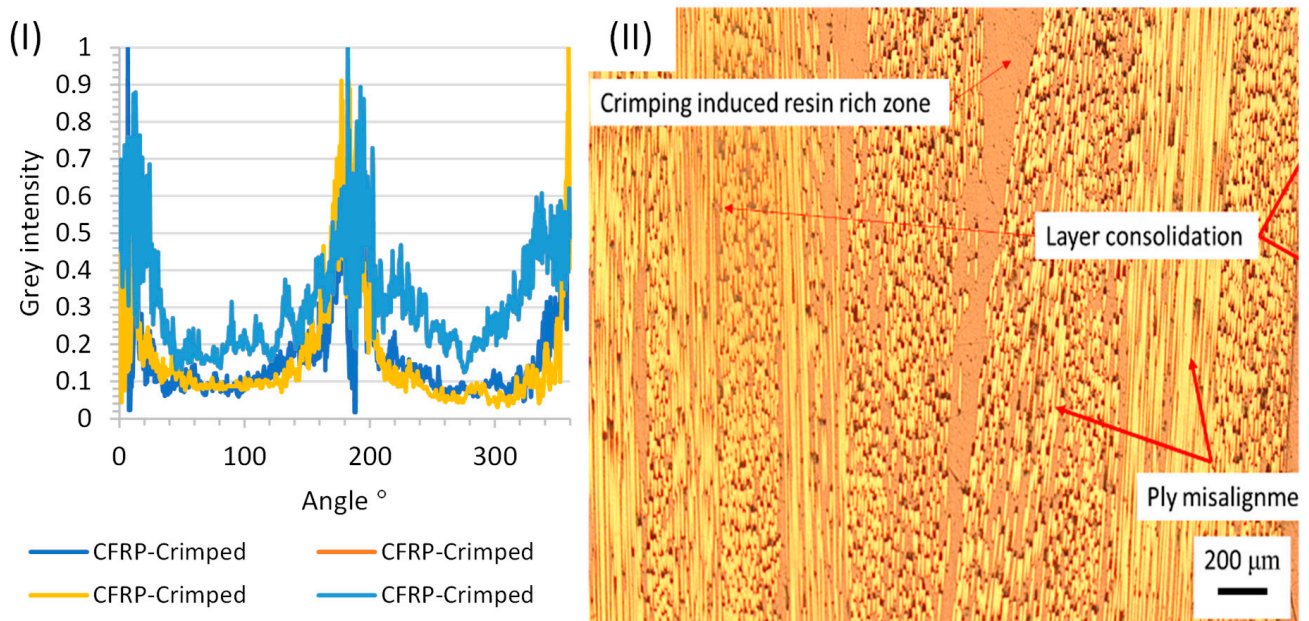 (I)
1
0.9
0.8
0.7
0.6
0.5
0.4
0.3
0.2
0.1
0
Grey intensity
0 100 200 300
Angle °
CFRP-Crimped CFRP-Crimped
CFRP-Crimped CFRP-Crimped
(II)
Crimping induced resin rich zone
Layer consolidation
Ply misalignme
200 μm